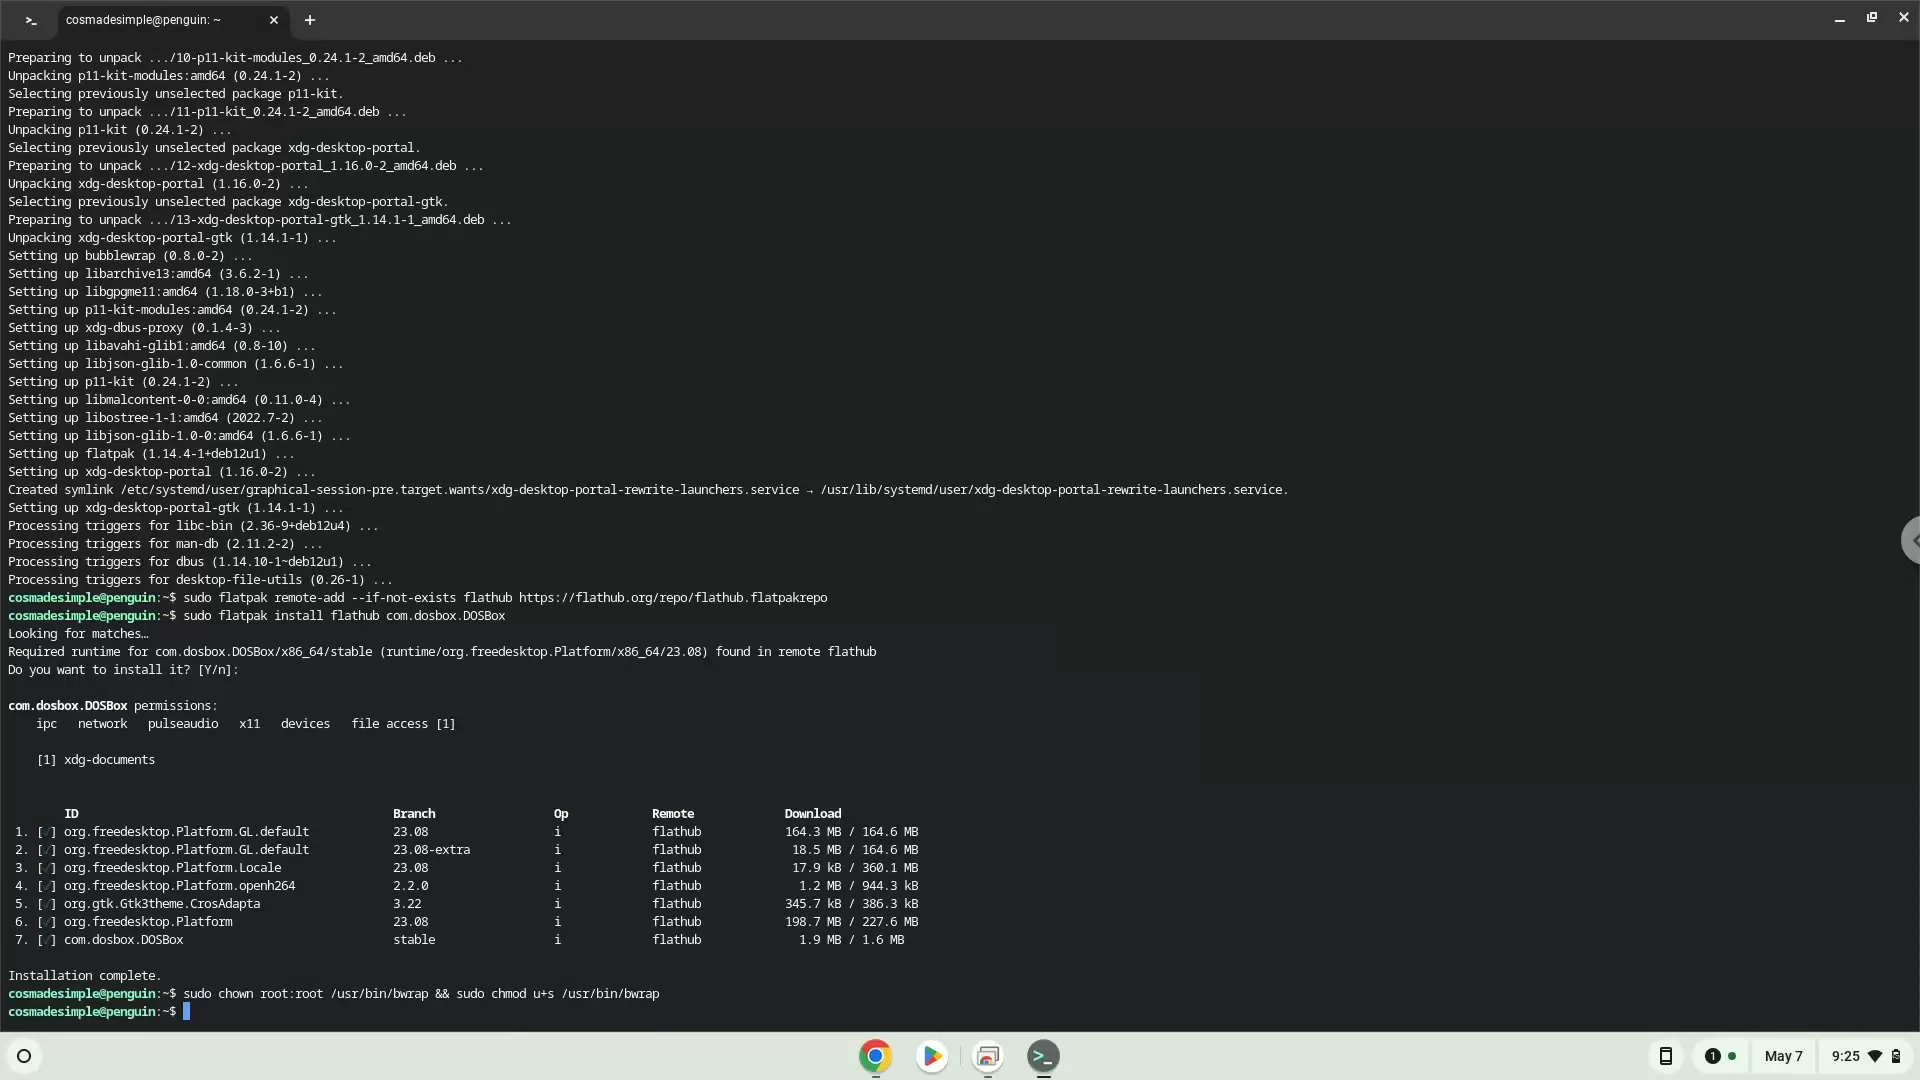 cosmadesimple@penguin: ~
Preparing to unpack .../10-p11-kit-modules_0.24.1-2_amd64.deb ...
Unpacking p11-kit-modules:amd64 (0.24.1-2) ...
Selecting previously unselected package p11-kit.
Preparing to unpack .../11-p11-kit_0.24.1-2_amd64.deb ...
Unpacking p11-kit (0.24.1-2) ...
Selecting previously unselected package xdg-desktop-portal.
Preparing to unpack .../12-xdg-desktop-portal_1.16.0-2_amd64.deb ...
Unpacking xdg-desktop-portal (1.16.0-2) ...
Selecting previously unselected package xdg-desktop-portal-gtk.
Preparing to unpack .../13-xdg-desktop-portal-gtk_1.14.1-1_amd64.deb ...
Unpacking xdg-desktop-portal-gtk (1.14.1-1) ...
Setting up bubblewrap (0.8.0-2) ...
Setting up libarchive13:amd64 (3.6.2-1) ...
Setting up libgpgme11:amd64 (1.18.0-3+b1) ...
Setting up p11-kit-modules:amd64 (0.24.1-2) ...
Setting up xdg-dbus-proxy (0.1.4-3) ...
Setting up libavahi-glib1:amd64 (0.8-10) ...
Setting up libjson-glib-1.0-common (1.6.6-1) ...
Setting up p11-kit (0.24.1-2) ...
Setting up libmalcontent-0-0:amd64 (0.11.0-4) ...
Setting up libostree-1-1:amd64 (2022.7-2) ...
Setting up libjson-glib-1.0-0:amd64 (1.6.6-1) ...
Setting up flatpak (1.14.4-1+deb12u1) ...
Setting up xdg-desktop-portal (1.16.0-2) ...
Created symlink /etc/systemd/user/graphical-session-pre.target.wants/xdg-desktop-portal-rewrite-launchers.service → /usr/lib/systemd/user/xdg-desktop-portal-rewrite-launchers.service.
Setting up xdg-desktop-portal-gtk (1.14.1-1) ...
Processing triggers for libc-bin (2.36-9+deb12u4) ...
Processing triggers for man-db (2.11.2-2) ...
Processing triggers for dbus (1.14.10-1~deb12u1) ...
Processing triggers for desktop-file-utils (0.26-1) ...
cosmadesimple@penguin:~$ sudo flatpak remote-add --if-not-exists flathub https://flathub.org/repo/flathub.flatpakrepo
cosmadesimple@penguin:~$ sudo flatpak install flathub com.dosbox.DOSBox
Looking for matches…
Required runtime for com.dosbox.DOSBox/x86_64/stable (runtime/org.freedesktop.Platform/x86_64/23.08) found in remote flathub
Do you want to install it? [Y/n]:
com.dosbox.DOSBox permissions:
ipc network pulseaudio x11 devices file access [1]
[1] xdg-documents
ID Branch Op Remote Download
1. [✓] org.freedesktop.Platform.GL.default 23.08 i flathub 164.3 MB / 164.6 MB
2. [✓] org.freedesktop.Platform.GL.default 23.08-extra i flathub 18.5 MB / 164.6 MB
3. [✓] org.freedesktop.Platform.Locale 23.08 i flathub 17.9 kB / 360.1 MB
4. [✓] org.freedesktop.Platform.openh264 2.2.0 i flathub 1.2 MB / 944.3 kB
5. [✓] org.gtk.Gtk3theme.CrosAdapta 3.22 i flathub 345.7 kB / 386.3 kB
6. [✓] org.freedesktop.Platform 23.08 i flathub 198.7 MB / 227.6 MB
7. [✓] com.dosbox.DOSBox stable i flathub 1.9 MB / 1.6 MB
Installation complete.
cosmadesimple@penguin:~$ sudo chown root:root /usr/bin/bwrap && sudo chmod u+s /usr/bin/bwrap
cosmadesimple@penguin:~$
1 May 7 9:25